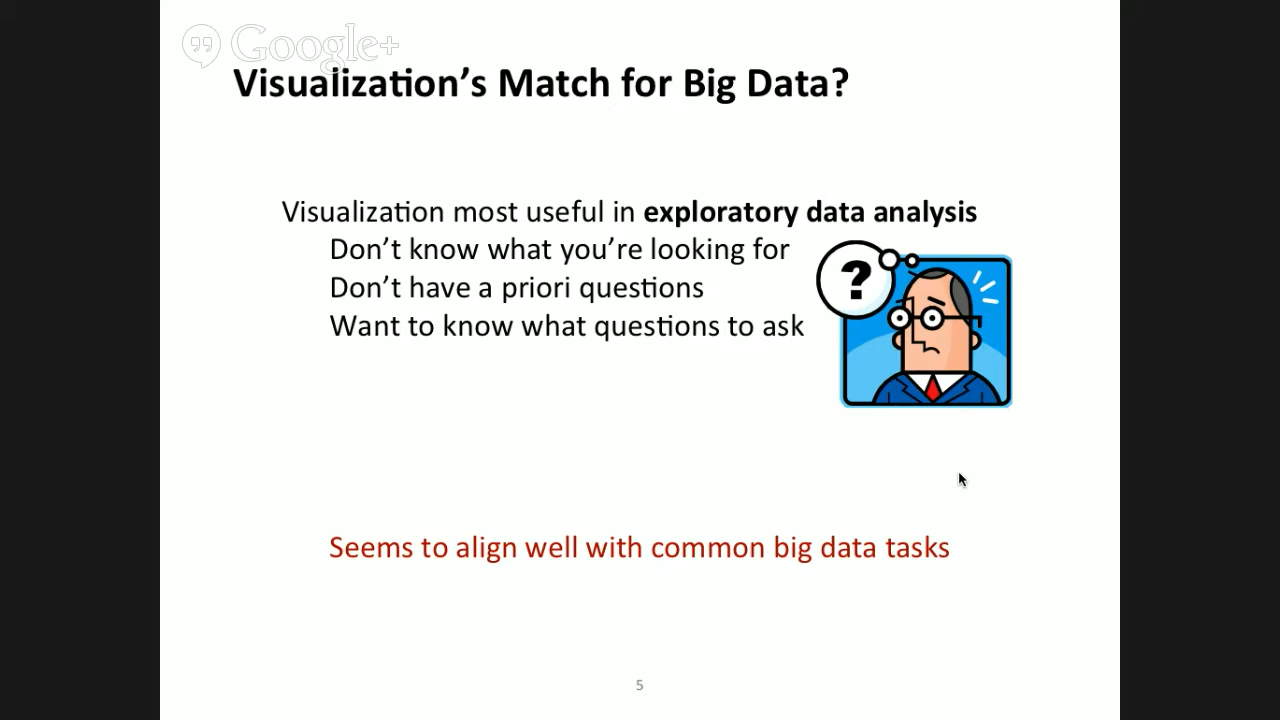 Google+
Visualization's Match for Big Data?
Visualization most useful in exploratory data analysis
Don't know what you're looking for
Don't have a priori questions
Want to know what questions to ask
?
Seems to align well with common big data tasks
5